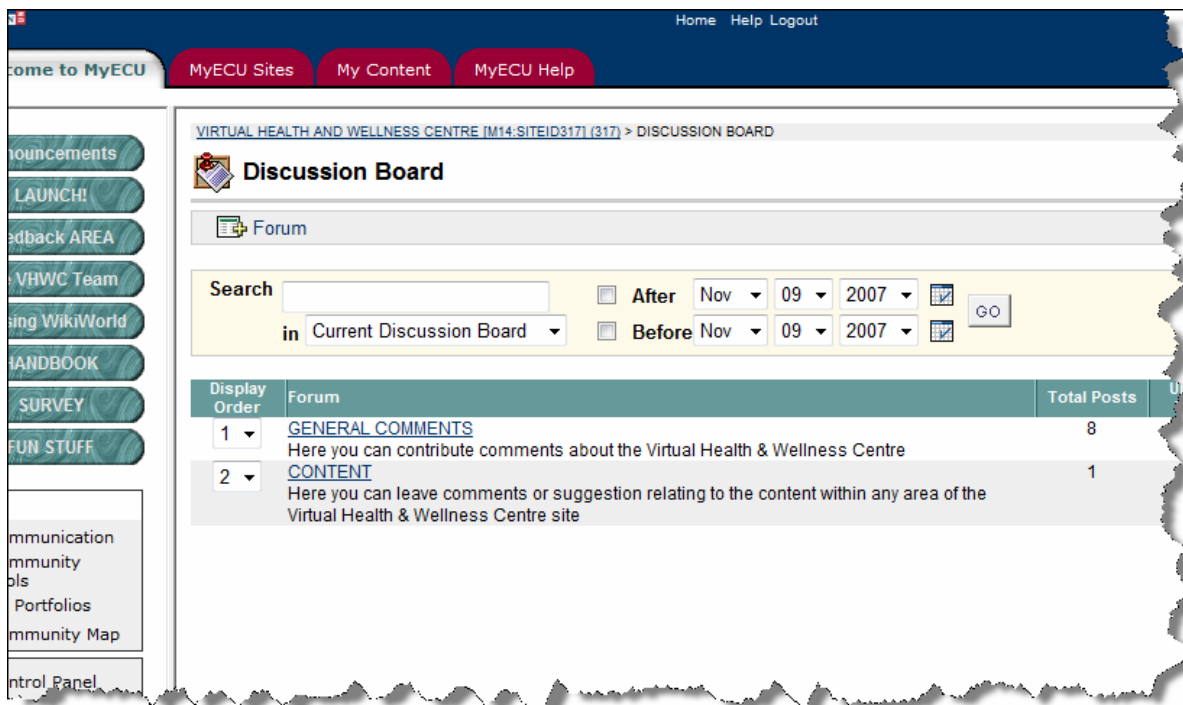 Home Help Logout
come to MyECU
MyECU Sites
My Content
MyECU Help
VIRTUAL HEALTH AND WELLNESS CENTRE [M14:SITEID317] (317) > DISCUSSION BOARD
nouncements
LAUNCH!
edback AREA
VHWC Team
sing WikiWorld
HANDBOOK
SURVEY
FUN STUFF
mmunication
mmunity
ols
Portfolios
mmunity Map
ntrol Panel
Discussion Board
Forum
Search
After Nov 09 2007
GO
in Current Discussion Board
Before Nov 09 2007
Display
Order
Forum
Total Posts
1
GENERAL COMMENTS
8
Here you can contribute comments about the Virtual Health & Wellness Centre
2
CONTENT
1
Here you can leave comments or suggestion relating to the content within any area of the
Virtual Health & Wellness Centre site